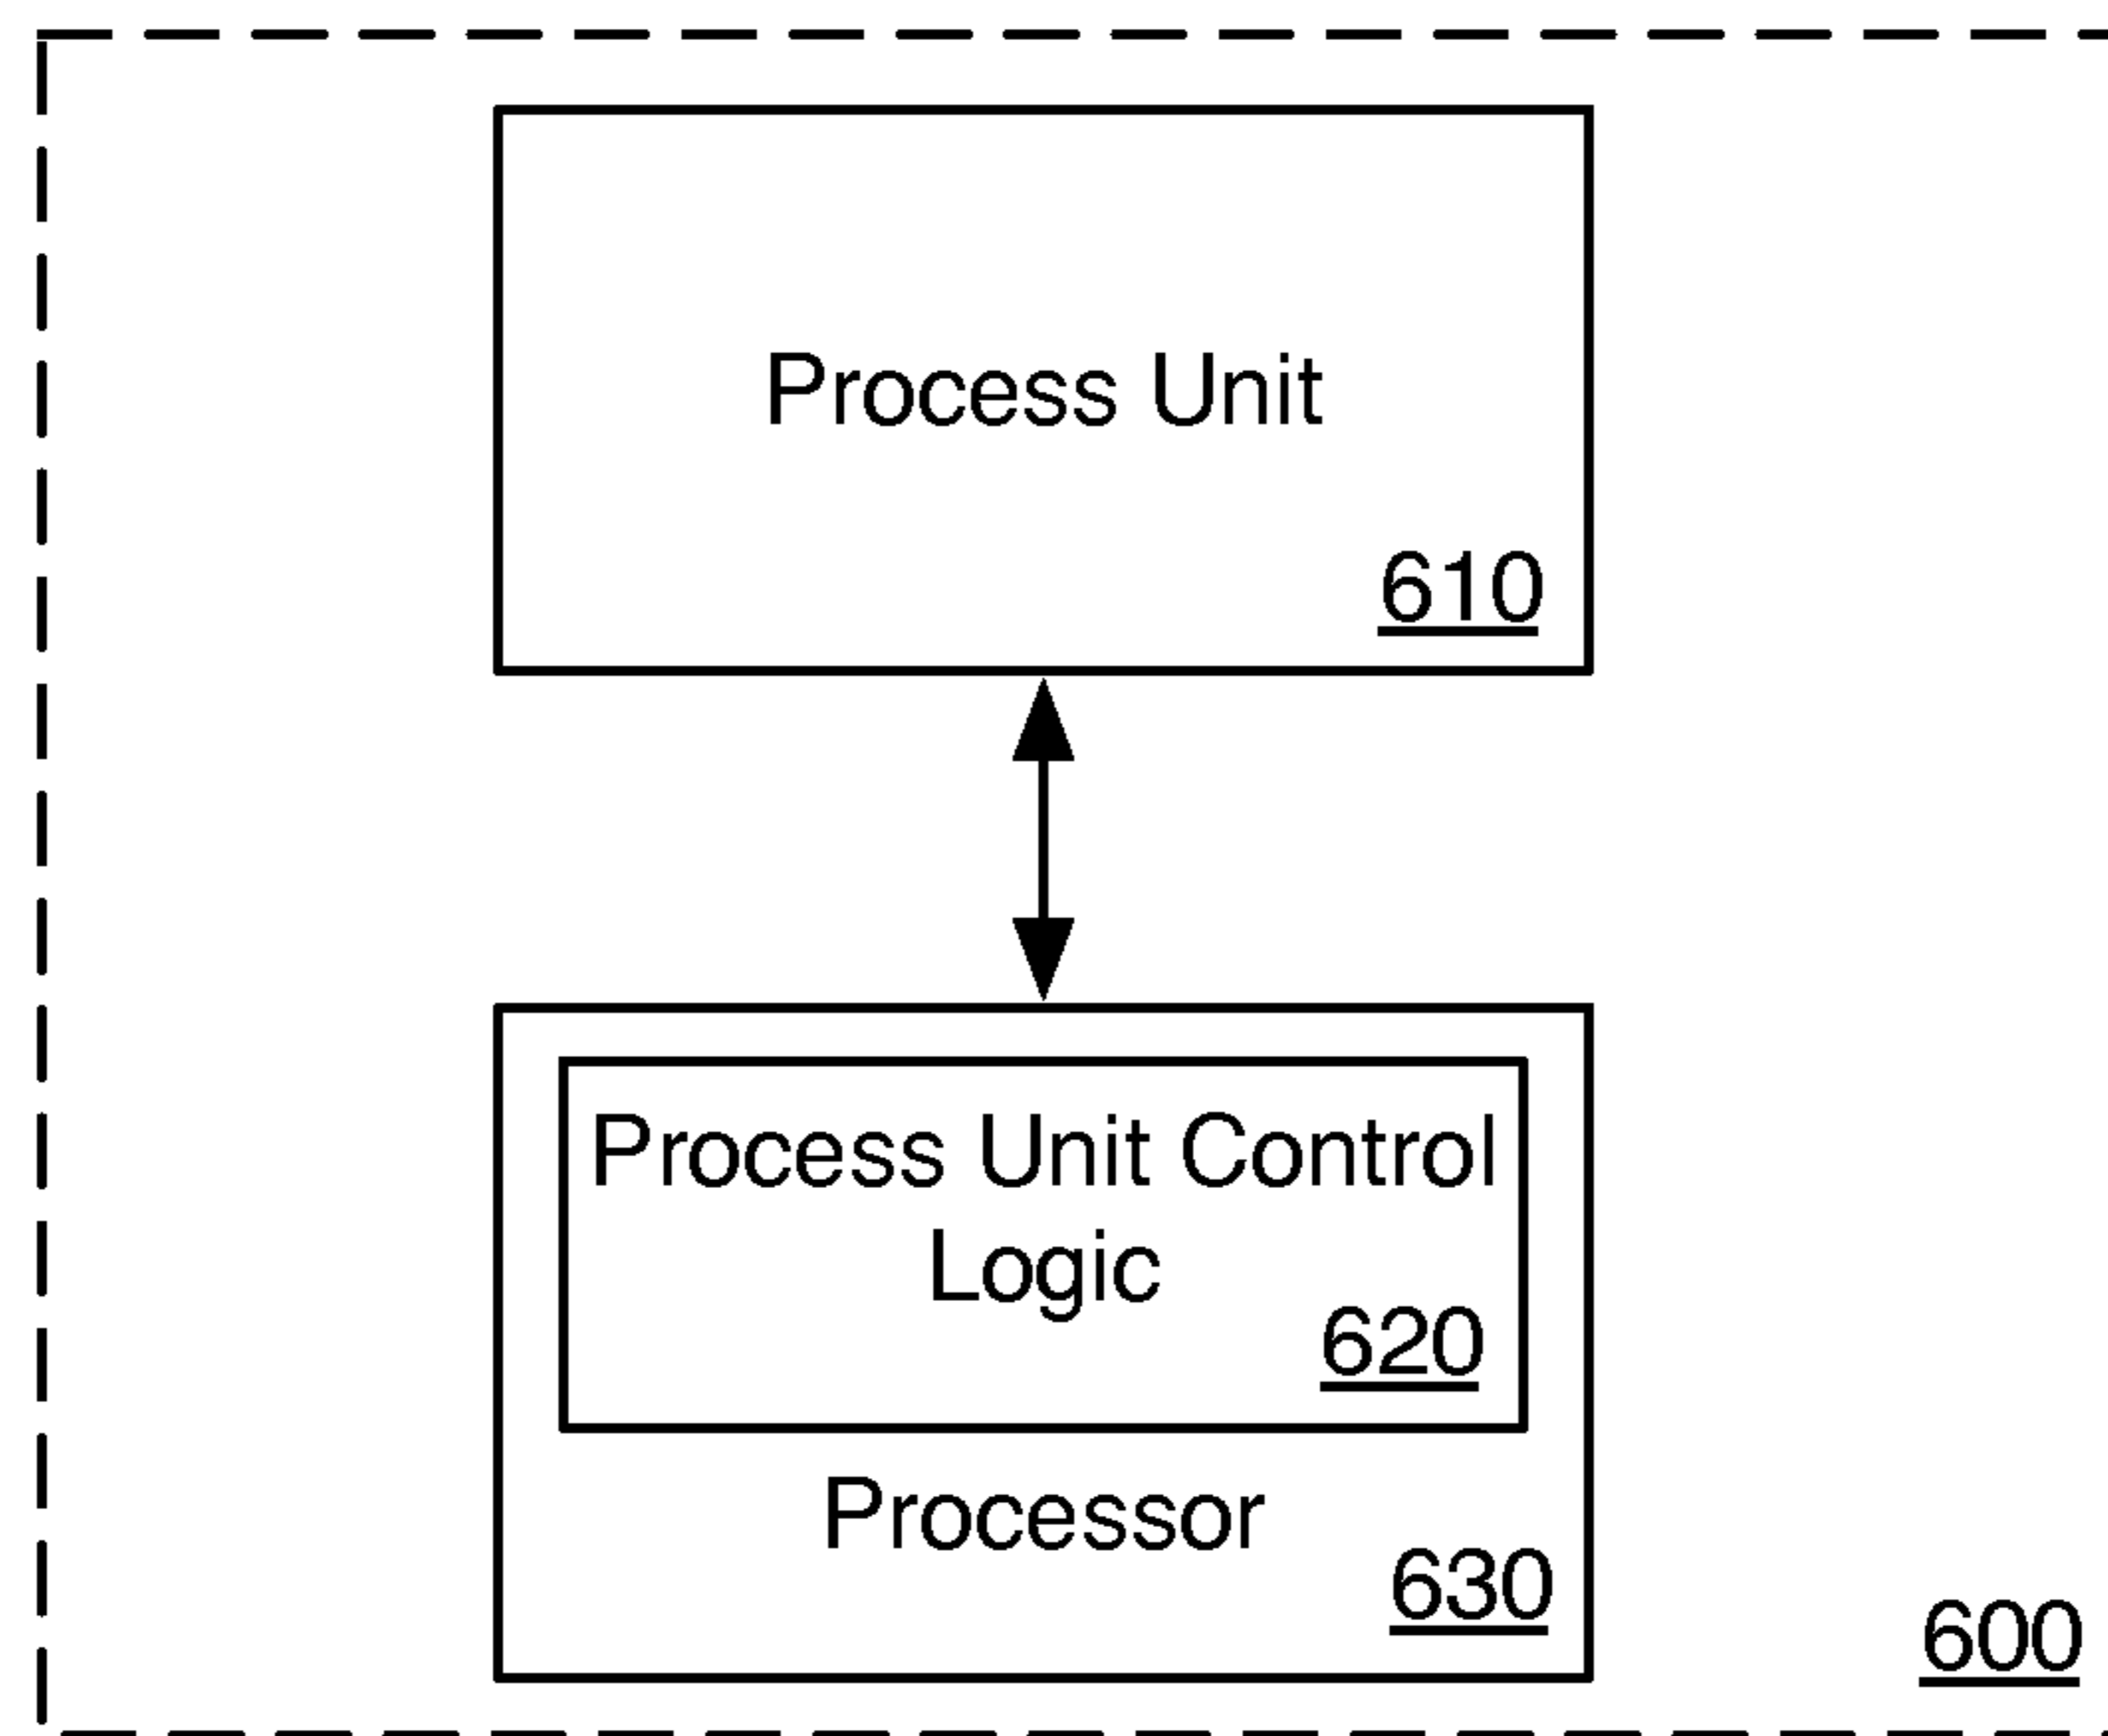 Process Unit
610
Process Unit Control
Logic
620
Processor
630
600